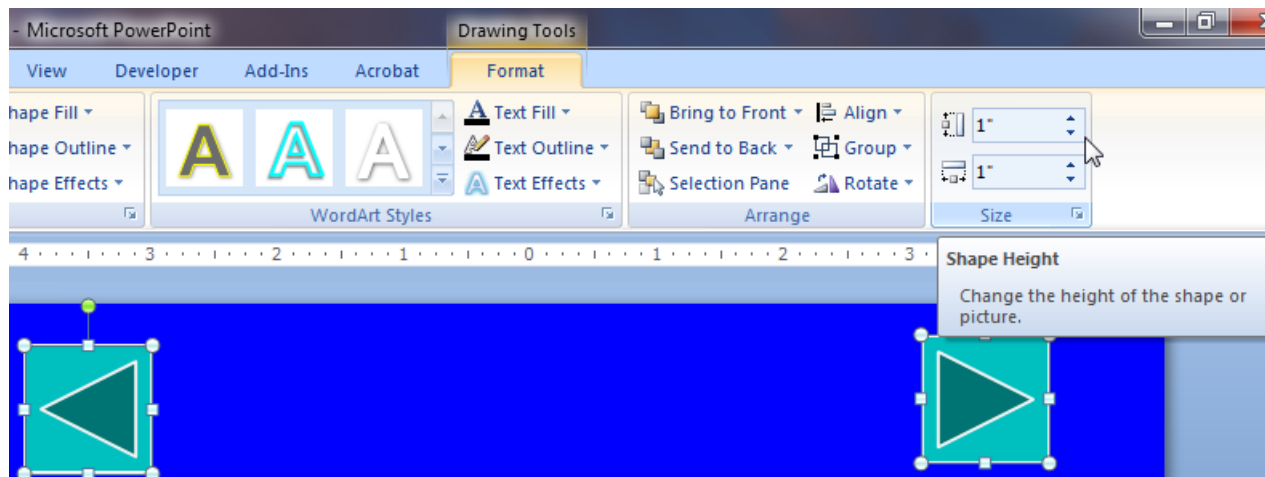 - Microsoft PowerPoint Drawing Tools
View Developer Add-Ins Acrobat Format
hape Fill A A A A Text Fill Bring to Front Align 1"
hape Outline Text Outline Send to Back Group
hape Effects A Text Effects Selection Pane Rotate 1"
WordArt Styles Arrange Size
4 3 2 1 0 1 2 3
Shape Height
Change the height of the shape or
picture.